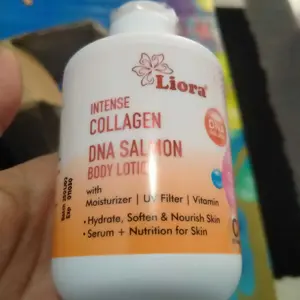 Liora®
INTENSE
COLLAGEN
DNA SALMON
BODY LOTIO
with
Moisturizer | UV Filter | Vitamin
• Hydrate, Soften & Nourish Skin
• Serum + Nutrition for Skin